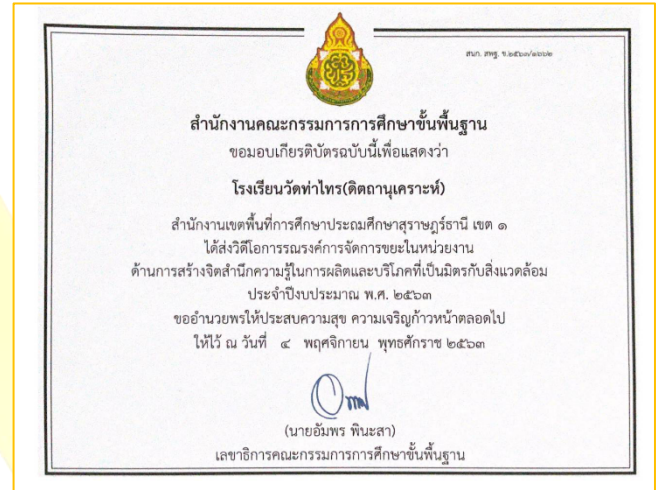 สนก. สพฐ. ข.๒๕๖๓/๑๖๖๒
สำนักงานคณะกรรมการการศึกษาขั้นพื้นฐาน
ขอมอบเกียรติบัตรฉบับนี้เพื่อแสดงว่า
โรงเรียนวัดท่าไทร(ดิตถานุเคราะห์)
สำนักงานเขตพื้นที่การศึกษาประถมศึกษาสุราษฎร์ธานี เขต ๑
ได้ส่งวิดีโอการรณรงค์การจัดการขยะในหน่วยงาน
ด้านการสร้างจิตสำนึกความรู้ในการผลิตและบริโภคที่เป็นมิตรกับสิ่งแวดล้อม
ประจำปีงบประมาณ พ.ศ. ๒๕๖๓
ขออำนวยพรให้ประสบความสุข ความเจริญก้าวหน้าตลอดไป
ให้ไว้ ณ วันที่ ๔ พฤศจิกายน พุทธศักราช ๒๕๖๓
(นายอัมพร พินะสา)
เลขาธิการคณะกรรมการการศึกษาขั้นพื้นฐาน